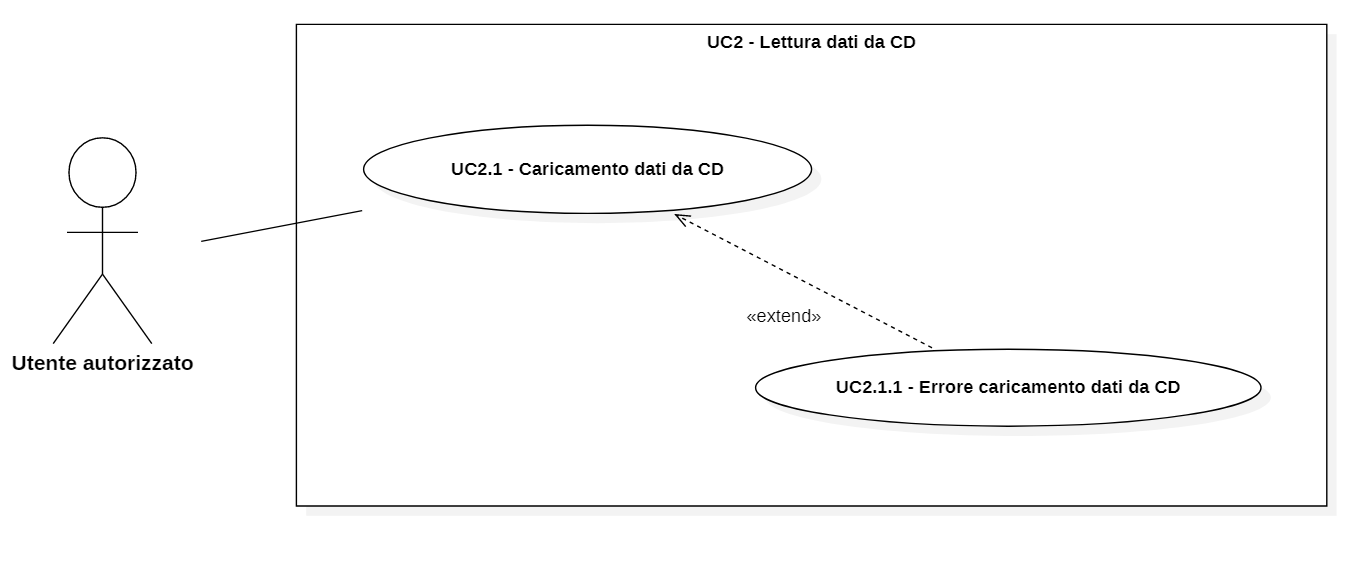 UC2 - Lettura dati da CD
UC2.1 - Caricamento dati da CD
«extend»
Utente autorizzato
UC2.1.1 - Errore caricamento dati da CD